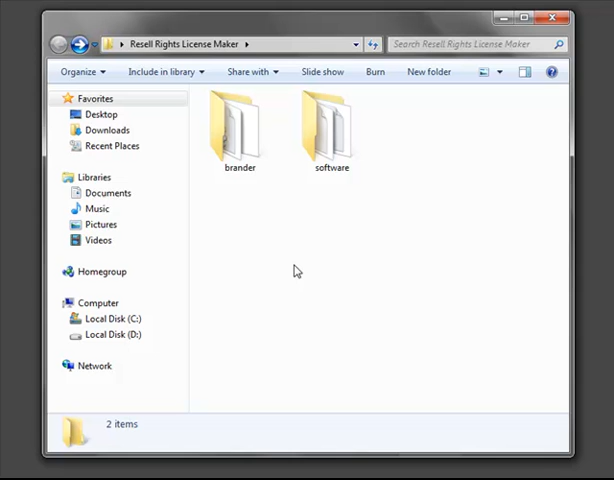 Resell Rights License Maker
Search Resell Rights License Maker
Organize
Include in library
Share with
Slide show
Burn
New folder
Favorites
Desktop
Downloads
Recent Places
Libraries
Documents
Music
Pictures
Videos
Homegroup
Computer
Local Disk (C:)
Local Disk (D:)
Network
brander
software
2 items